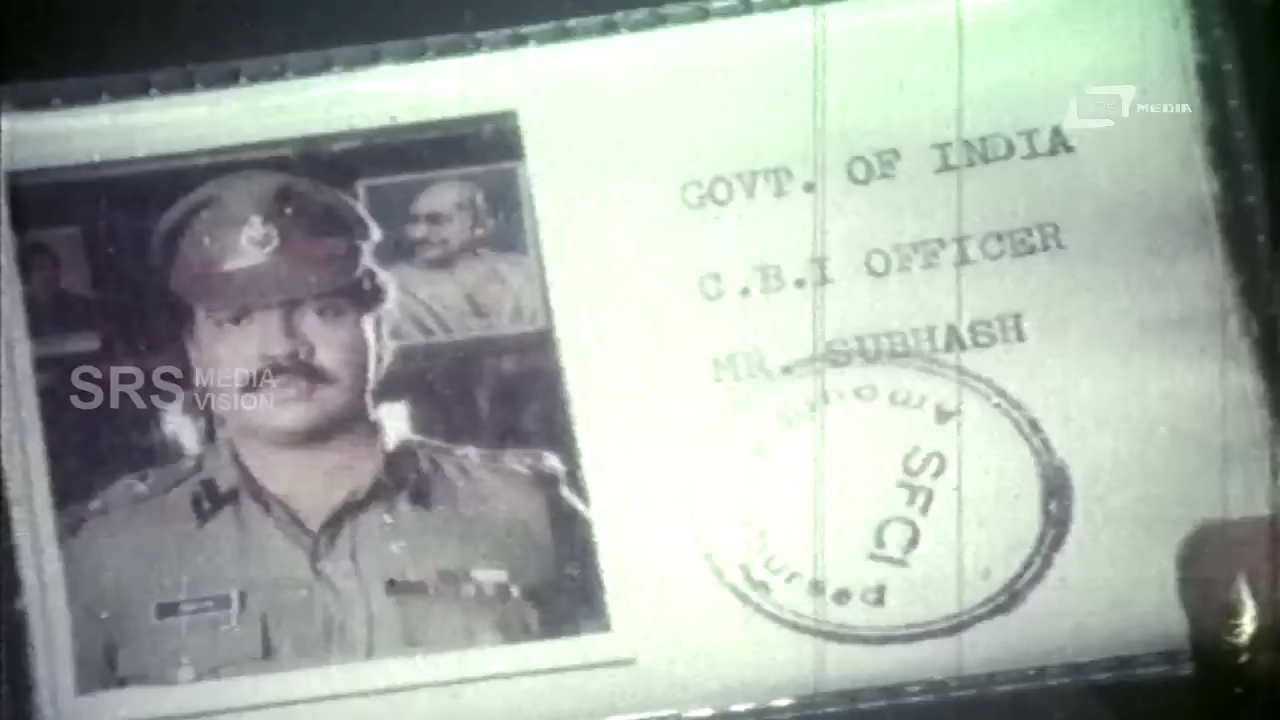 GOVT. OF INDIA
C.B.I OFFICER
MR. SUBHASH
SFCI
SRS MEDIA
VISION
MEDIA